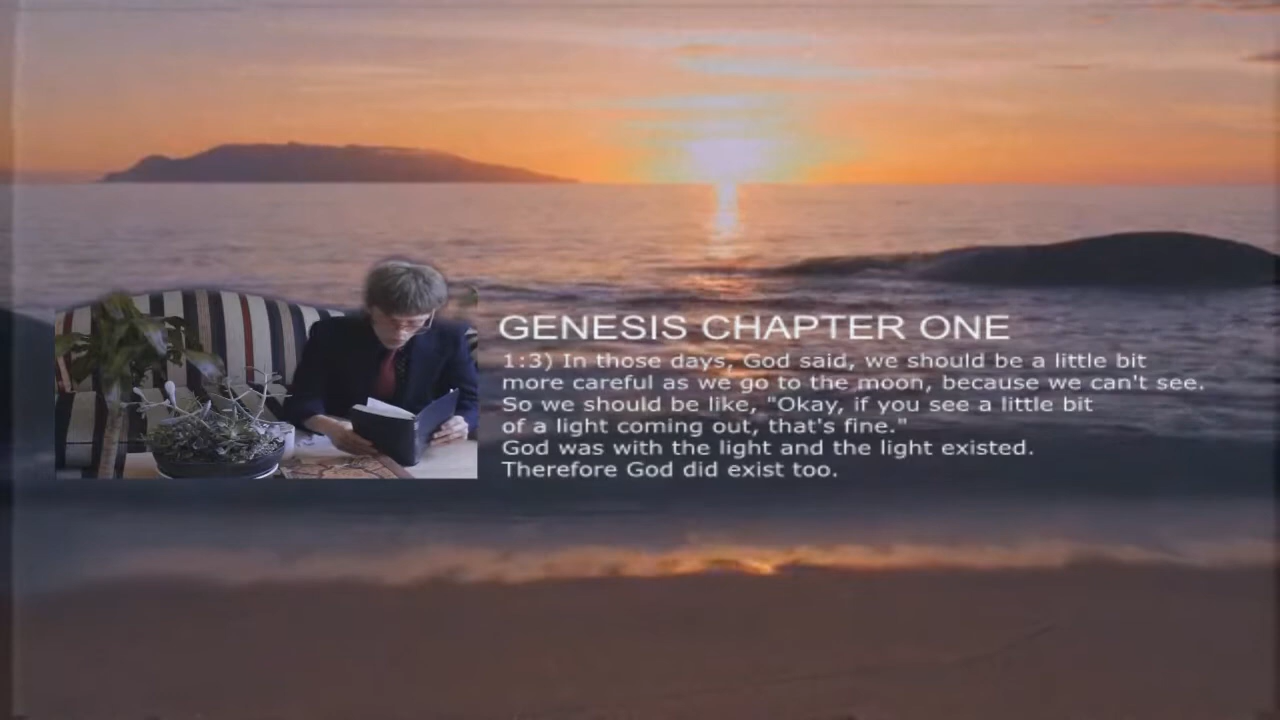 GENESIS CHAPTER ONE
1:3) In those days, God said, we should be a little bit
more careful as we go to the moon, because we can't see.
So we should be like, "Okay, if you see a little bit
of a light coming out, that's fine."
God was with the light and the light existed.
Therefore God did exist too.